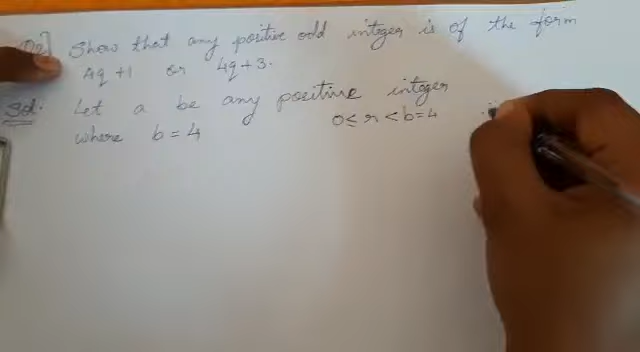 Show that any positive odd integer is of the form
4q+1 or 4q+3.
Sol. Let a be any positive integer
where b = 4 0 ≤ r < b = 4